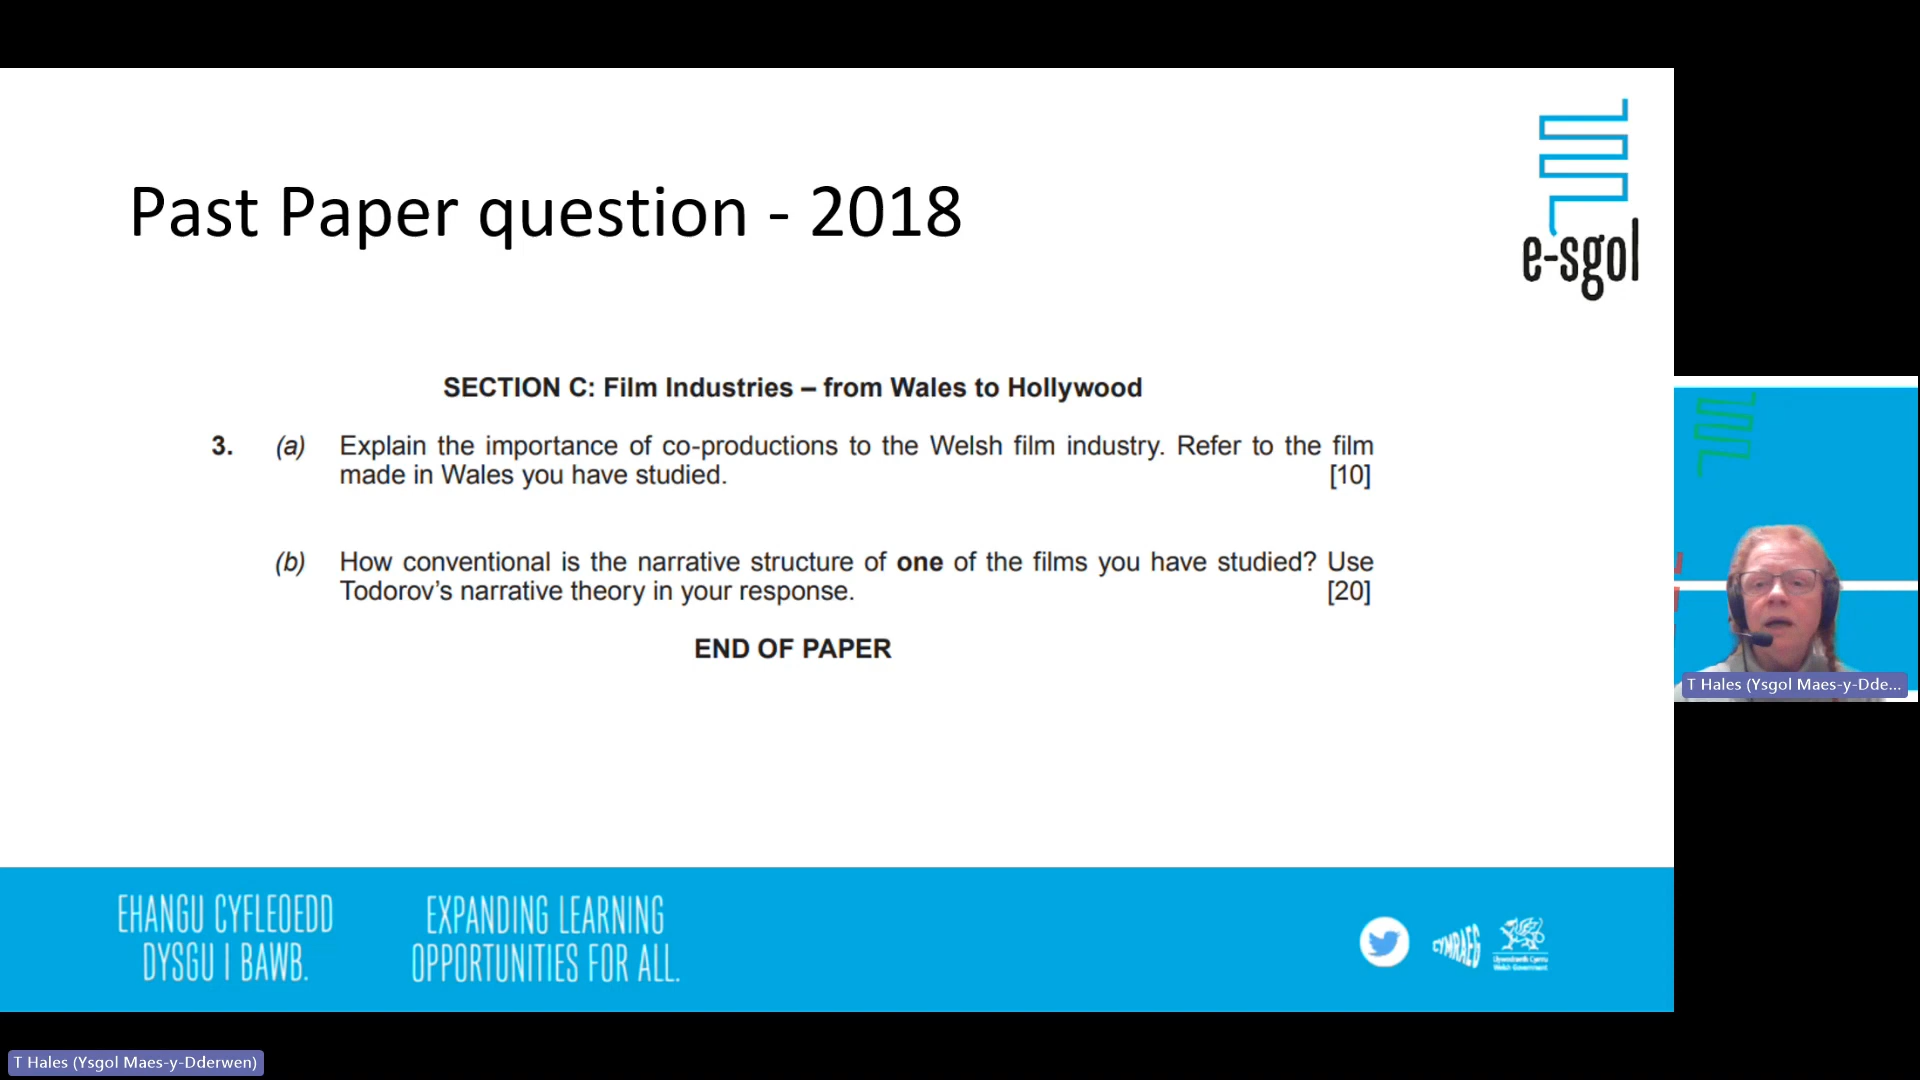 Past Paper question - 2018
e-sgol
SECTION C: Film Industries – from Wales to Hollywood
3. (a) Explain the importance of co-productions to the Welsh film industry. Refer to the film
made in Wales you have studied. [10]
(b) How conventional is the narrative structure of one of the films you have studied? Use
Todorov's narrative theory in your response. [20]
END OF PAPER
T Hales (Ysgol Maes-y-Dde...
EHANGU CYFLEOEDD
DYSGU I BAWB.
EXPANDING LEARNING
OPPORTUNITIES FOR ALL.
CYMRAEG
Llywodraeth Cymru
Welsh Government
T Hales (Ysgol Maes-y-Dderwen)